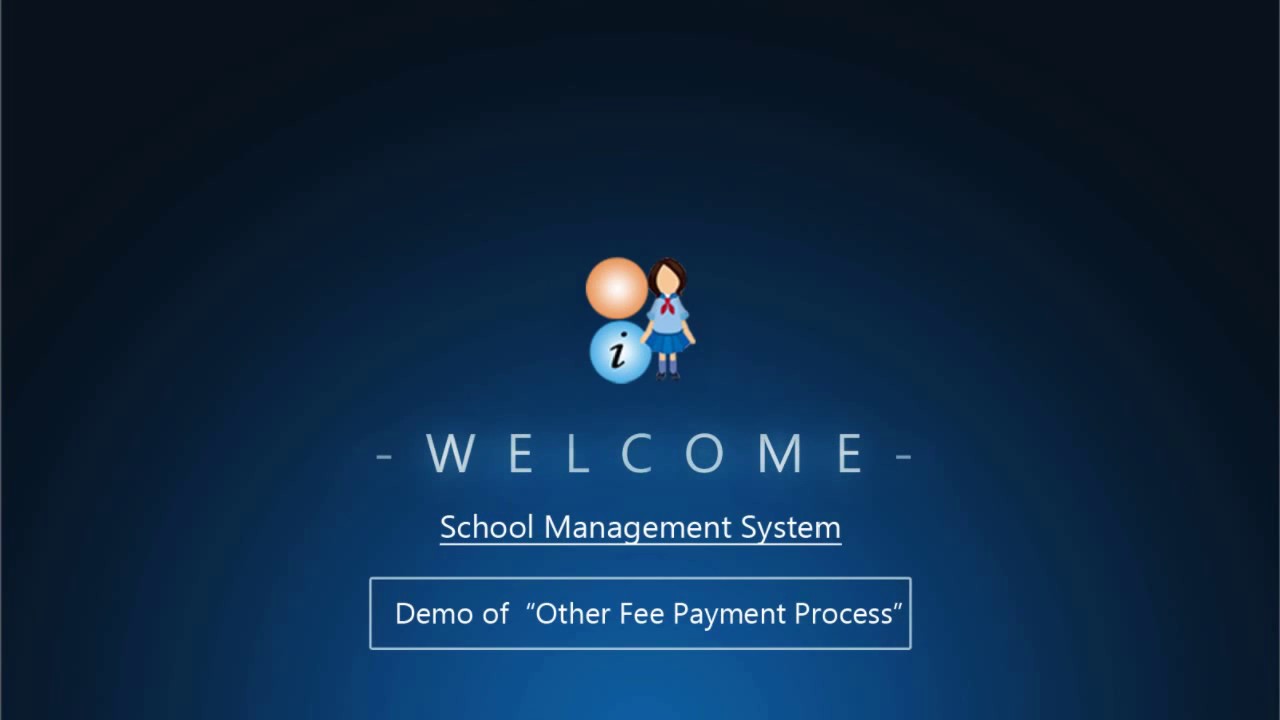 i
- W E L C O M E -
School Management System
Demo of “Other Fee Payment Process”